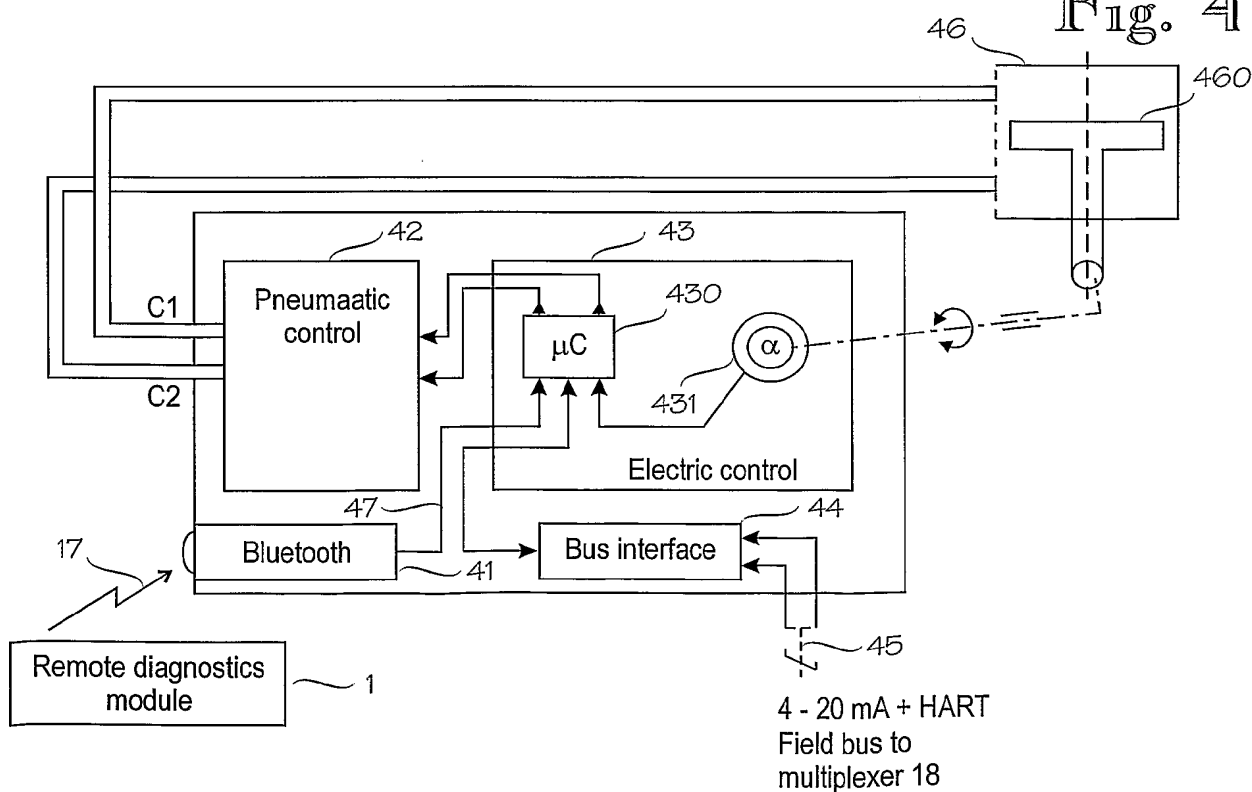 Fig. 4
46
460
42
43
C1
Pneumaatic
control
430
µC
α
C2
431
Electric control
47
44
17
Bluetooth
41
Bus interface
45
Remote diagnostics
module
1
4 - 20 mA + HART
Field bus to
multiplexer 18